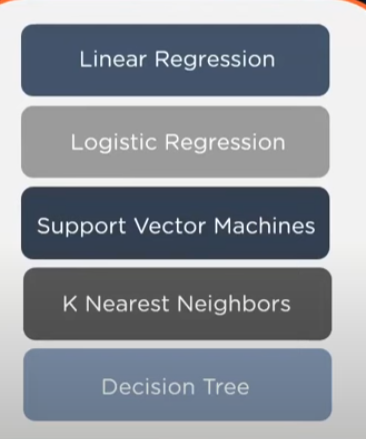 Linear Regression
Logistic Regression
Support Vector Machines
K Nearest Neighbors
Decision Tree